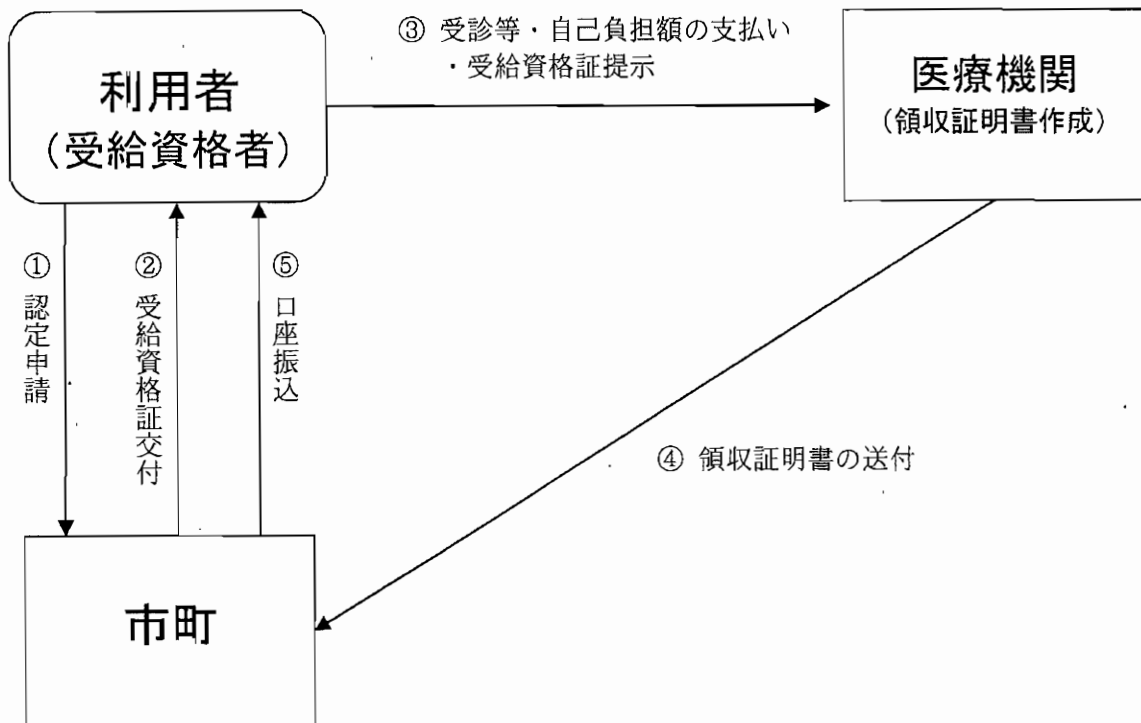 ③ 受診等・自己負担額の支払い
・受給資格証提示
利用者
（受給資格者）
医療機関
（領収証明書作成）
① 認定申請
② 受給資格証交付
⑤ 口座振込
④ 領収証明書の送付
市町